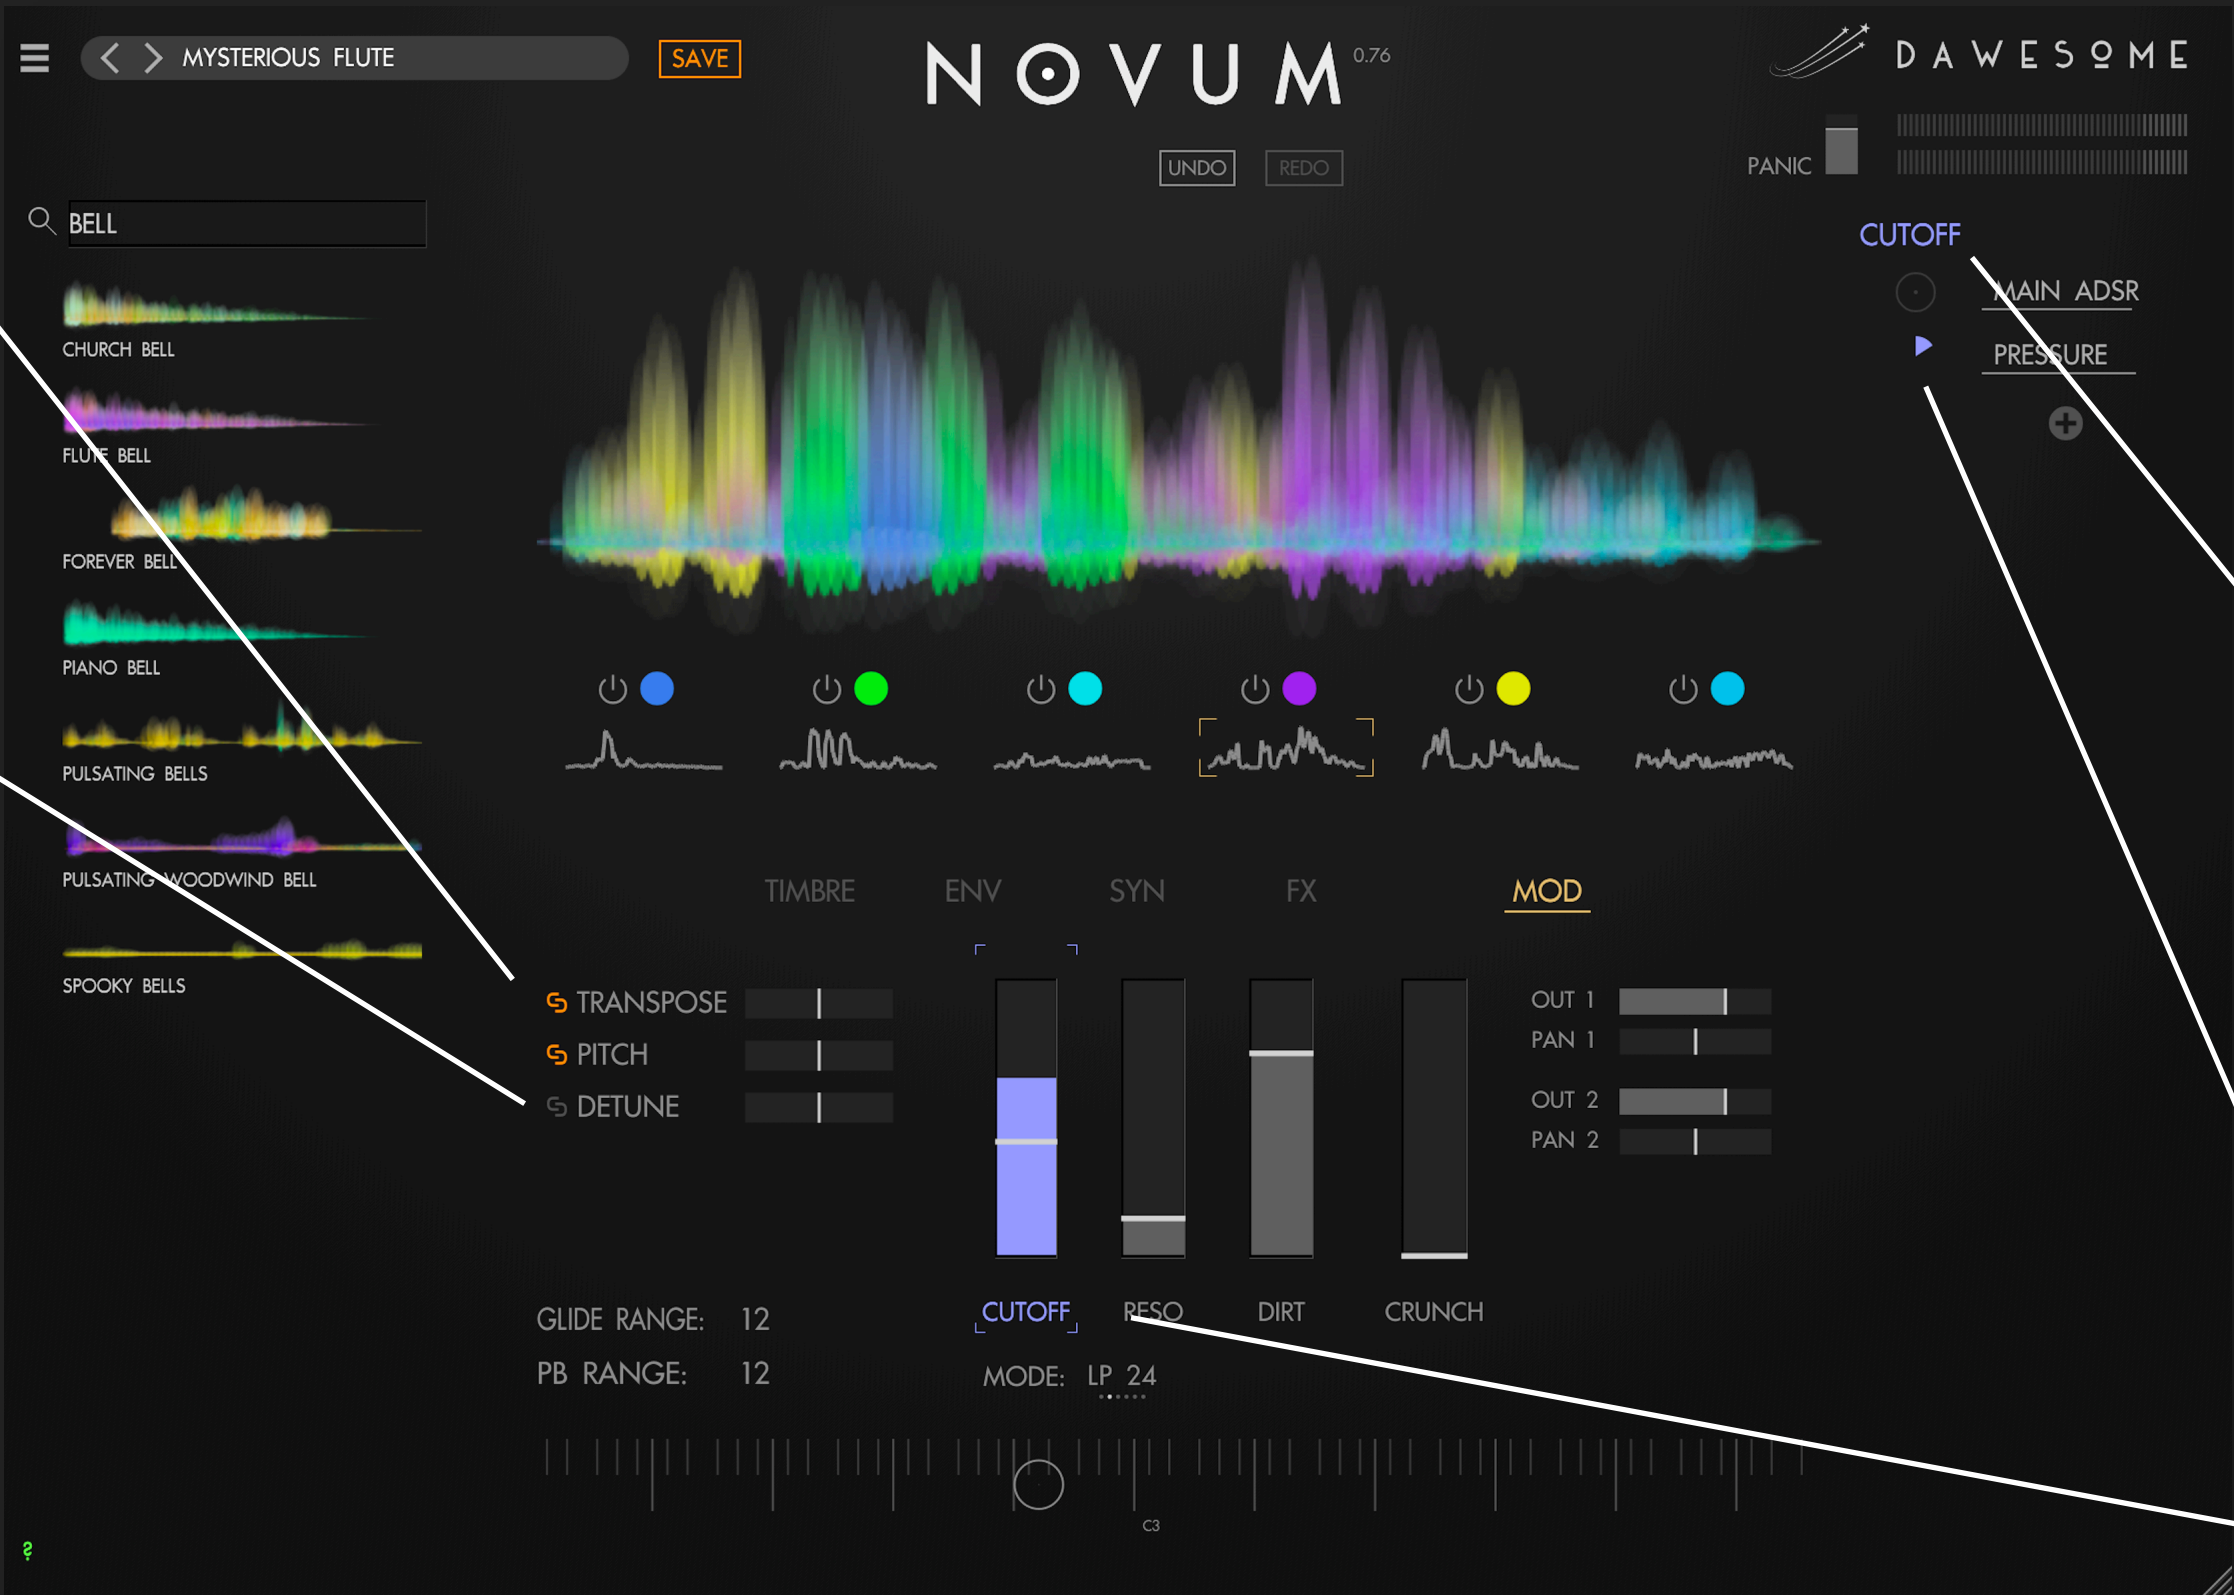 MYSTERIOUS FLUTE
SAVE
NOVUM
0.76
DAWESOME
UNDO
REDO
PANIC
BELL
CUTOFF
MAIN ADSR
PRESSURE
CHURCH BELL
FLUTE BELL
FOREVER BELL
PIANO BELL
PULSATING BELLS
PULSATING WOODWIND BELL
SPOOKY BELLS
TIMBRE
ENV
SYN
FX
MOD
TRANSPOSE
PITCH
DETUNE
OUT 1
PAN 1
OUT 2
PAN 2
GLIDE RANGE: 12
PB RANGE: 12
CUTOFF
RESO
DIRT
CRUNCH
MODE: LP 24
C3
?